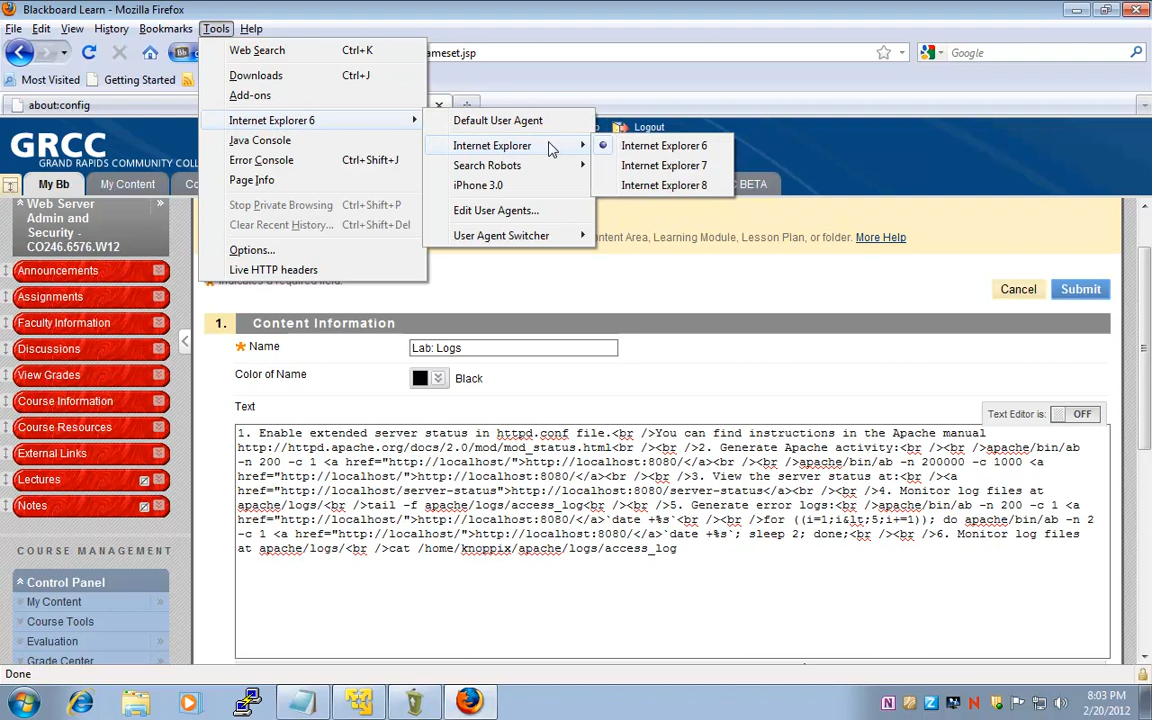 Blackboard Learn - Mozilla Firefox
File Edit View History Bookmarks Tools Help
Bb
ameset.jsp
Google
Most Visited Getting Started
about:config
Web Search Ctrl+K
Downloads Ctrl+J
Add-ons
Internet Explorer 6
Java Console
Error Console Ctrl+Shift+J
Page Info
Stop Private Browsing Ctrl+Shift+P
Clear Recent History... Ctrl+Shift+Del
Options...
Live HTTP headers
Default User Agent
Internet Explorer
Search Robots
iPhone 3.0
Edit User Agents...
User Agent Switcher
Internet Explorer 6
Internet Explorer 7
Internet Explorer 8
Logout
GRCC
GRAND RAPIDS COMMUNITY COL
My Bb My Content Co C BETA
Web Server
Admin and
Security -
CO246.6576.W12
ontent Area, Learning Module, Lesson Plan, or folder. More Help
Indicates a required field.
Cancel Submit
Announcements
Assignments
Faculty Information
Discussions
View Grades
Course Information
Course Resources
External Links
Lectures
Notes
COURSE MANAGEMENT
Control Panel
My Content
Course Tools
Evaluation
Grade Center
1. Content Information
Name Lab: Logs
Color of Name Black
Text
Text Editor is: OFF
1. Enable extended server status in httpd.conf file.<br />You can find instructions in the Apache manual
http://httpd.apache.org/docs/2.0/mod/mod_status.html<br /><br />2. Generate Apache activity:<br />apache/bin/ab
-n 200 -c 1 <a href="http://localhost/">http://localhost:8080/</a><br /><br />apache/bin/ab -n 200000 -c 1000 <a
href="http://localhost/">http://localhost:8080/</a><br /><br />3. View the server status at:<br /><a
href="http://localhost/server-status">http://localhost:8080/server-status</a><br /><br />4. Monitor log files at
apache/logs/<br />tail -f apache/logs/access_log<br /><br />5. Generate error logs:<br />apache/bin/ab -n 200 -c 1 <a
href="http://localhost/">http://localhost:8080/</a>`date +%s`<br /><br />for ((i=1;i&lt;5;i+=1)); do apache/bin/ab -n 2
-c 1 <a href="http://localhost/">http://localhost:8080/</a>`date +%s`; sleep 2; done;<br /><br />6. Monitor log files
at apache/logs/<br />cat /home/knoppix/apache/logs/access_log
Done
8:03 PM
2/20/2012